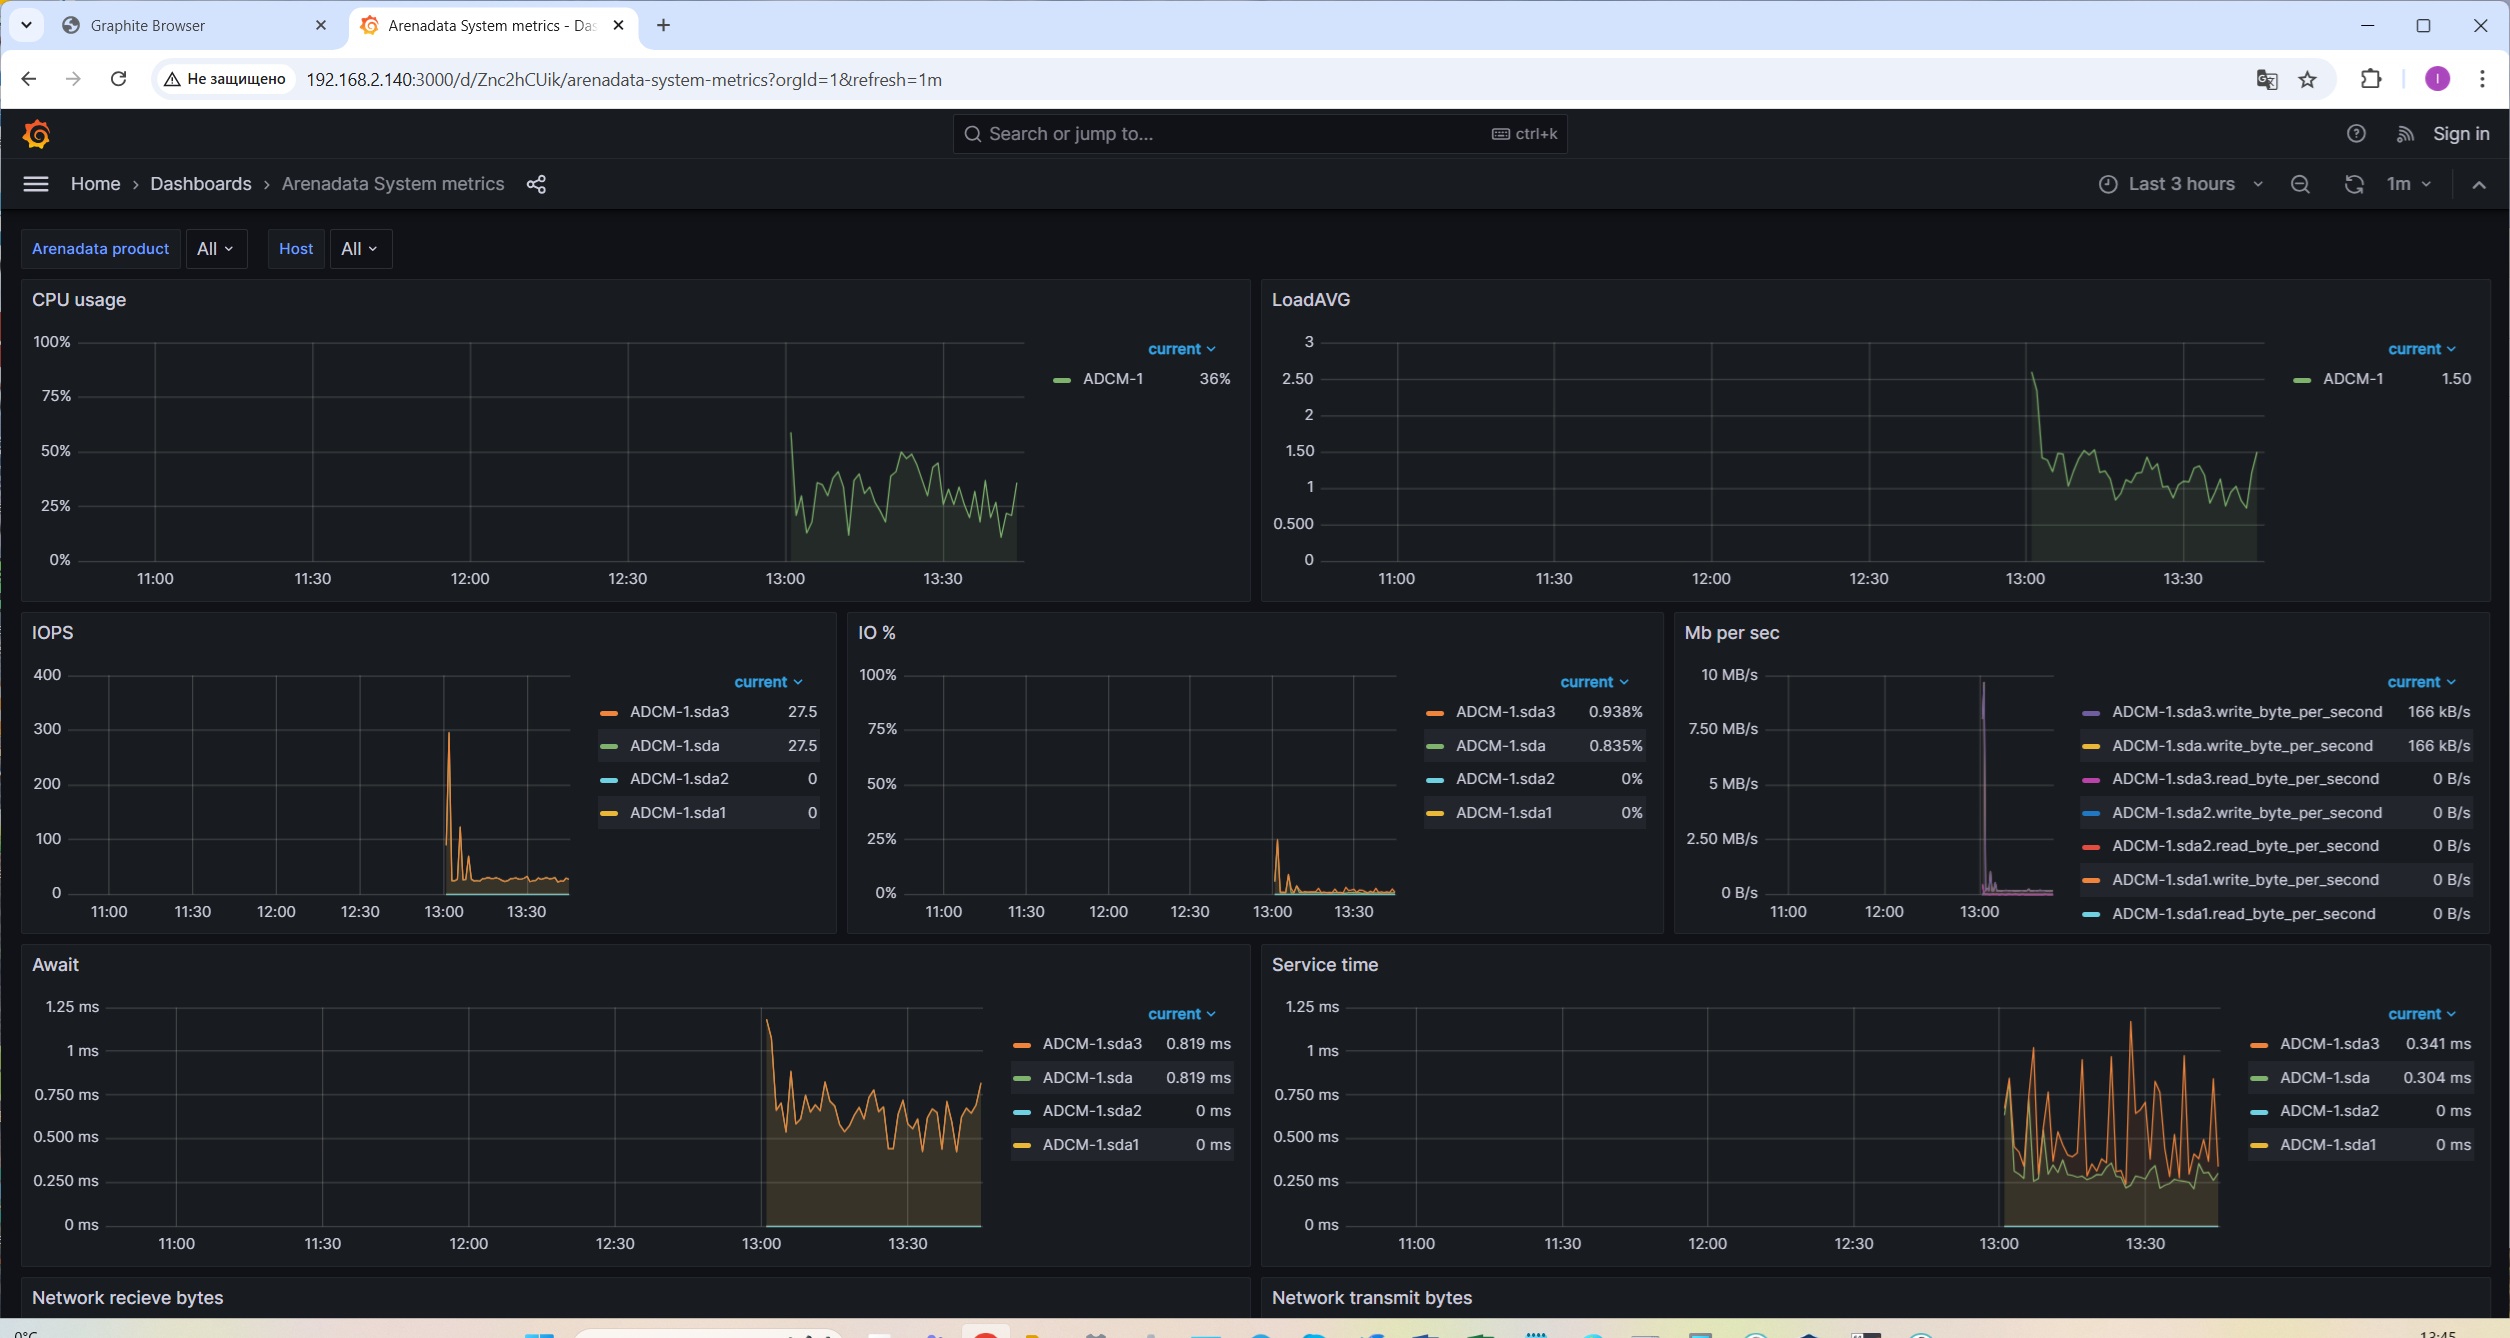 Graphite Browser
Arenadata System metrics - Das
Не защищено 192.168.2.140:3000/d/Znc2hCUik/arenadata-system-metrics?orgId=1&refresh=1m
Search or jump to... ctrl+k
Sign in
Home › Dashboards › Arenadata System metrics
Last 3 hours 1m
Arenadata product All Host All
CPU usage
100%
75%
50%
25%
0%
11:00 11:30 12:00 12:30 13:00 13:30
current
ADCM-1 36%
LoadAVG
3
2.50
2
1.50
1
0.500
0
11:00 11:30 12:00 12:30 13:00 13:30
current
ADCM-1 1.50
IOPS
400
300
200
100
0
11:00 11:30 12:00 12:30 13:00 13:30
current
ADCM-1.sda3 27.5
ADCM-1.sda 27.5
ADCM-1.sda2 0
ADCM-1.sda1 0
IO %
100%
75%
50%
25%
0%
11:00 11:30 12:00 12:30 13:00 13:30
current
ADCM-1.sda3 0.938%
ADCM-1.sda 0.835%
ADCM-1.sda2 0%
ADCM-1.sda1 0%
Mb per sec
10 MB/s
7.50 MB/s
5 MB/s
2.50 MB/s
0 B/s
11:00 12:00 13:00
current
ADCM-1.sda3.write_byte_per_second 166 kB/s
ADCM-1.sda.write_byte_per_second 166 kB/s
ADCM-1.sda3.read_byte_per_second 0 B/s
ADCM-1.sda2.write_byte_per_second 0 B/s
ADCM-1.sda2.read_byte_per_second 0 B/s
ADCM-1.sda1.write_byte_per_second 0 B/s
ADCM-1.sda1.read_byte_per_second 0 B/s
Await
1.25 ms
1 ms
0.750 ms
0.500 ms
0.250 ms
0 ms
11:00 11:30 12:00 12:30 13:00 13:30
current
ADCM-1.sda3 0.819 ms
ADCM-1.sda 0.819 ms
ADCM-1.sda2 0 ms
ADCM-1.sda1 0 ms
Service time
1.25 ms
1 ms
0.750 ms
0.500 ms
0.250 ms
0 ms
11:00 11:30 12:00 12:30 13:00 13:30
current
ADCM-1.sda3 0.341 ms
ADCM-1.sda 0.304 ms
ADCM-1.sda2 0 ms
ADCM-1.sda1 0 ms
Network recieve bytes
Network transmit bytes
0°C
13:45